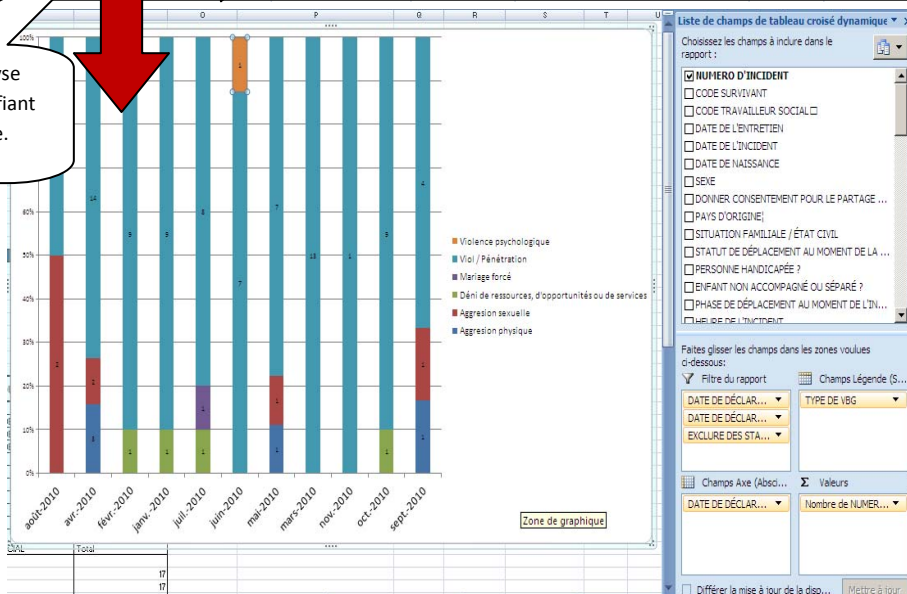 O P Q R S T U
yse
fiant
e.
100%
60%
50%
40%
30%
20%
10%
0%
1
14
9
9
8
7
7
13
1
9
4
2
3
1
1
1
1
1
1
1
1
1
Violence psychologique
Viol / Pénétration
Mariage forcé
Déni de ressources, d'opportunités ou de services
Aggresion sexuelle
Aggresion physique
août-2010
avr.-2010
févr.-2010
janv.-2010
juil.-2010
juin-2010
mai-2010
mars-2010
nov.-2010
oct.-2010
sept.-2010
Zone de graphique
Total
17
17
Liste de champs de tableau croisé dynamique
Choisissez les champs à inclure dans le
rapport :
NUMERO D'INCIDENT
CODE SURVIVANT
CODE TRAVAILLEUR SOCIAL
DATE DE L'ENTRETIEN
DATE DE L'INCIDENT
DATE DE NAISSANCE
SEXE
DONNER CONSENTEMENT POUR LE PARTAGE ...
PAYS D'ORIGINE
SITUATION FAMILIALE / ÉTAT CIVIL
STATUT DE DÉPLACEMENT AU MOMENT DE LA ...
PERSONNE HANDICAPÉE ?
ENFANT NON ACCOMPAGNÉ OU SÉPARÉ ?
PHASE DE DÉPLACEMENT AU MOMENT DE L'IN...
HEURE DE L'INCIDENT
Faites glisser les champs dans les zones voulues
ci-dessous:
Filtre du rapport
Champs Légende (S...
DATE DE DÉCLAR...
TYPE DE VBG
DATE DE DÉCLAR...
EXCLURE DES STA...
Champs Axe (Absci...
Σ Valeurs
DATE DE DÉCLAR...
Nombre de NUMER...
Différer la mise à jour de la disp...
Mettre à jour